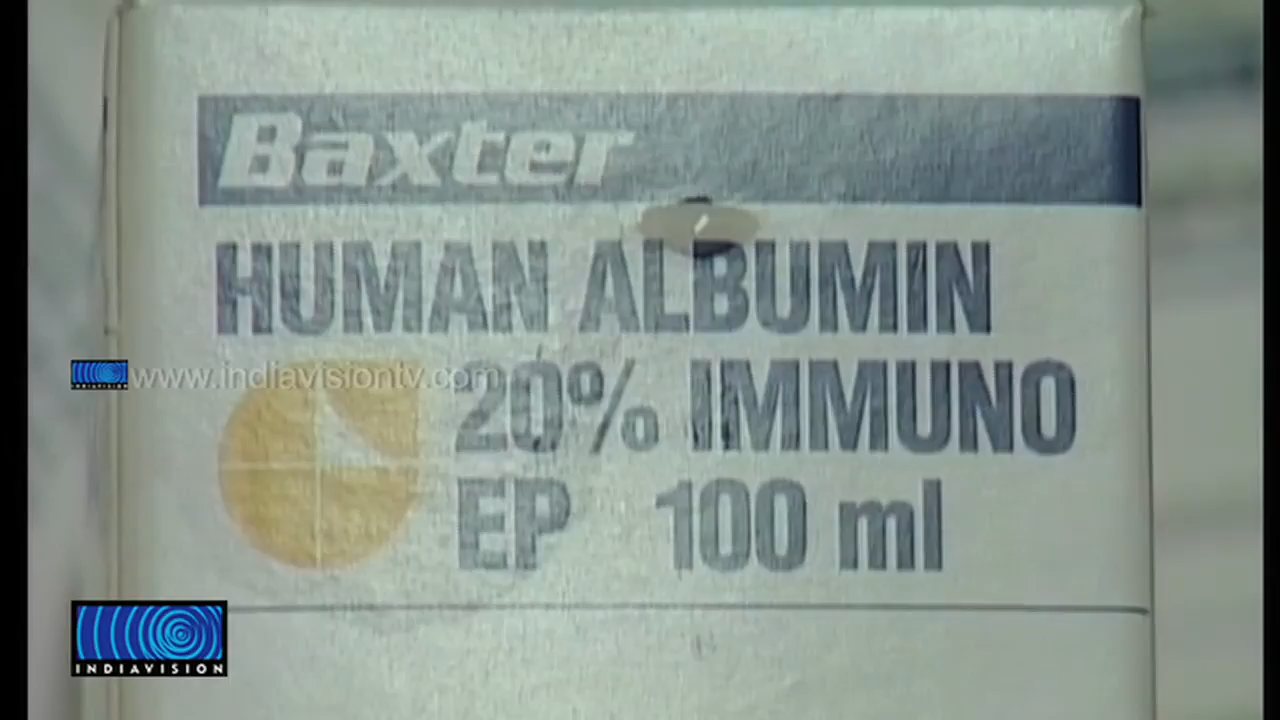 Baxter
HUMAN ALBUMIN
www.indiavisiontv.com
20% IMMUNO
EP 100 ml
INDIAVISION